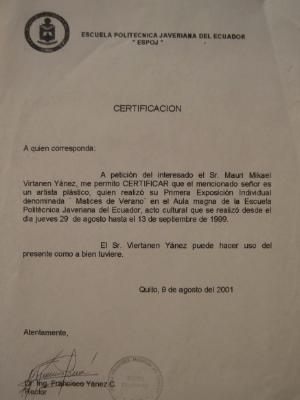 ESCUELA POLITECNICA JAVERIANA DEL ECUADOR
" ESPOJ "
CERTIFICACION
A quien corresponda:
A petición del interesado el Sr. Mauri Mikael
Virtanen Yánez, me permito CERTIFICAR que el mencionado señor es
un artista plástico, quien realizó su Primera Exposición Individual
denominada ¨ Matices de Verano¨ en el Aula magna de la Escuela
Politécnica Javeriana del Ecuador, acto cultural que se realizó desde el
día jueves 29 de agosto hasta el 13 de septiembre de 1999.
El Sr. Viertanen Yánez puede hacer uso del
presente como a bien tuviere.
Quito, 9 de agosto del 2001
Atentamente,
Dr. Ing. Francisco Yánez C.
Rector